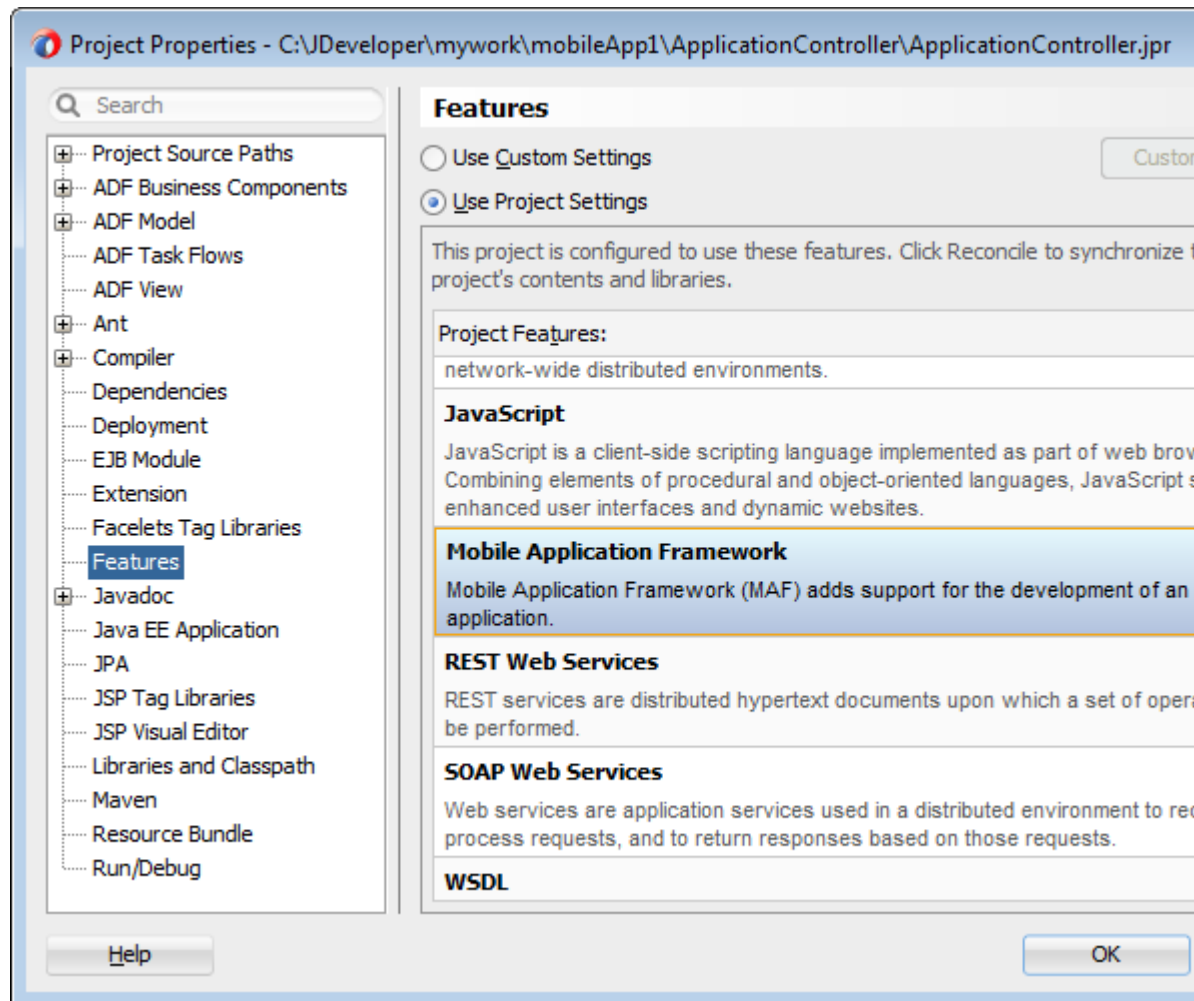 Project Properties - C:\JDeveloper\mywork\mobileApp1\ApplicationController\ApplicationController.jpr
Search
Project Source Paths
ADF Business Components
ADF Model
ADF Task Flows
ADF View
Ant
Compiler
Dependencies
Deployment
EJB Module
Extension
Facelets Tag Libraries
Features
Javadoc
Java EE Application
JPA
JSP Tag Libraries
JSP Visual Editor
Libraries and Classpath
Maven
Resource Bundle
Run/Debug
Features
Use Custom Settings
Use Project Settings
This project is configured to use these features. Click Reconcile to synchronize
project's contents and libraries.
Project Features:
network-wide distributed environments.
JavaScript
JavaScript is a client-side scripting language implemented as part of web
Combining elements of procedural and object-oriented languages, JavaScript
enhanced user interfaces and dynamic websites.
Mobile Application Framework
Mobile Application Framework (MAF) adds support for the development of an
application.
REST Web Services
REST services are distributed hypertext documents upon which a set of
be performed.
SOAP Web Services
Web services are application services used in a distributed environment to
process requests, and to return responses based on those requests.
WSDL
Help
OK